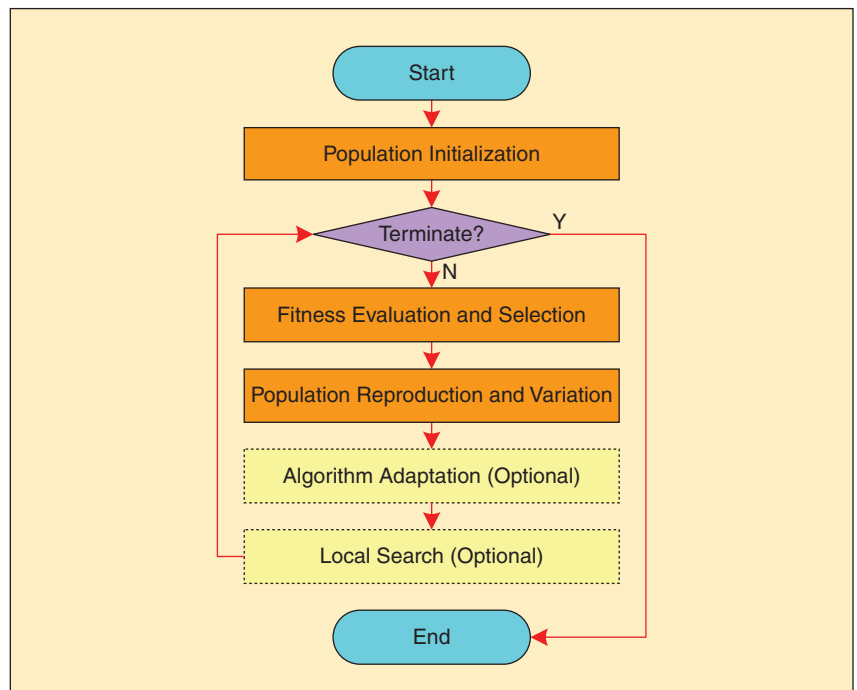 Start
Population Initialization
Terminate?
Y
N
Fitness Evaluation and Selection
Population Reproduction and Variation
Algorithm Adaptation (Optional)
Local Search (Optional)
End